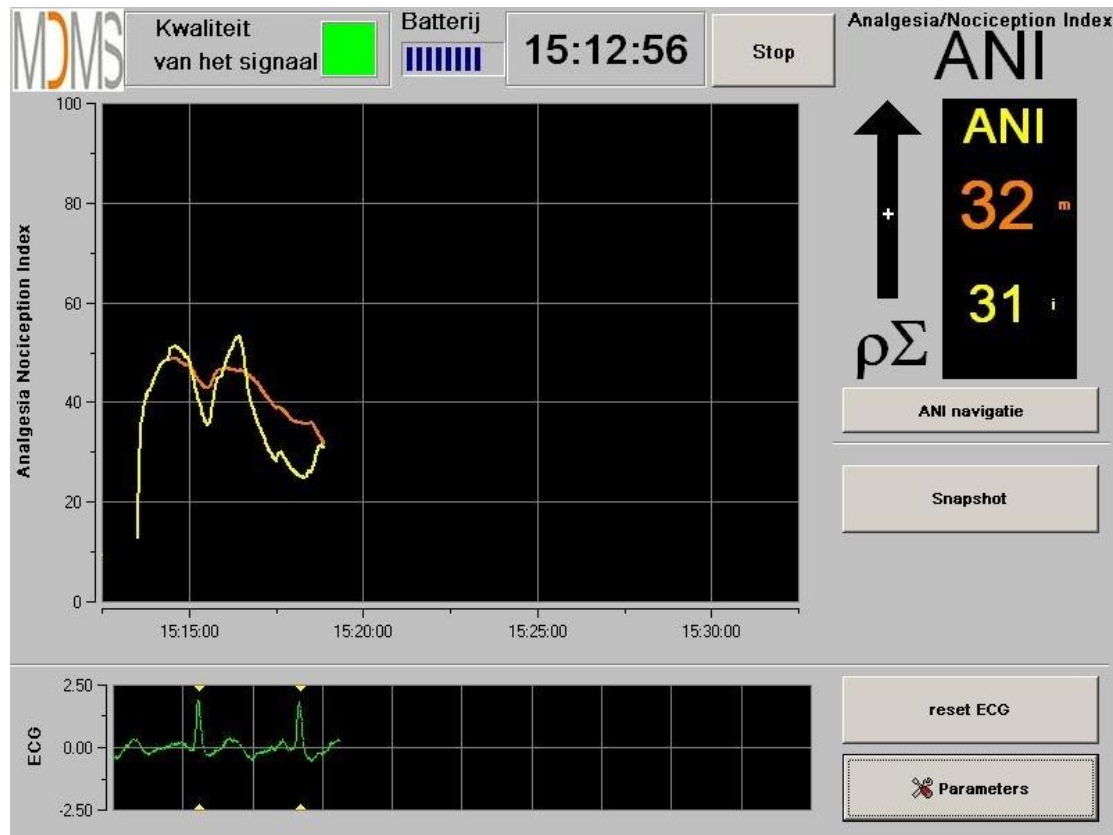 MDMS
Kwaliteit
van het signaal
Batterij
15:12:56
Stop
Analgesia/Nociception Index
ANI
ANI
32 m
31 i
+
ρΣ
ANI navigatie
Snapshot
Analgesia Nociception Index
100
80
60
40
20
0
15:15:00 15:20:00 15:25:00 15:30:00
ECG
2.50
0.00
-2.50
reset ECG
Parameters